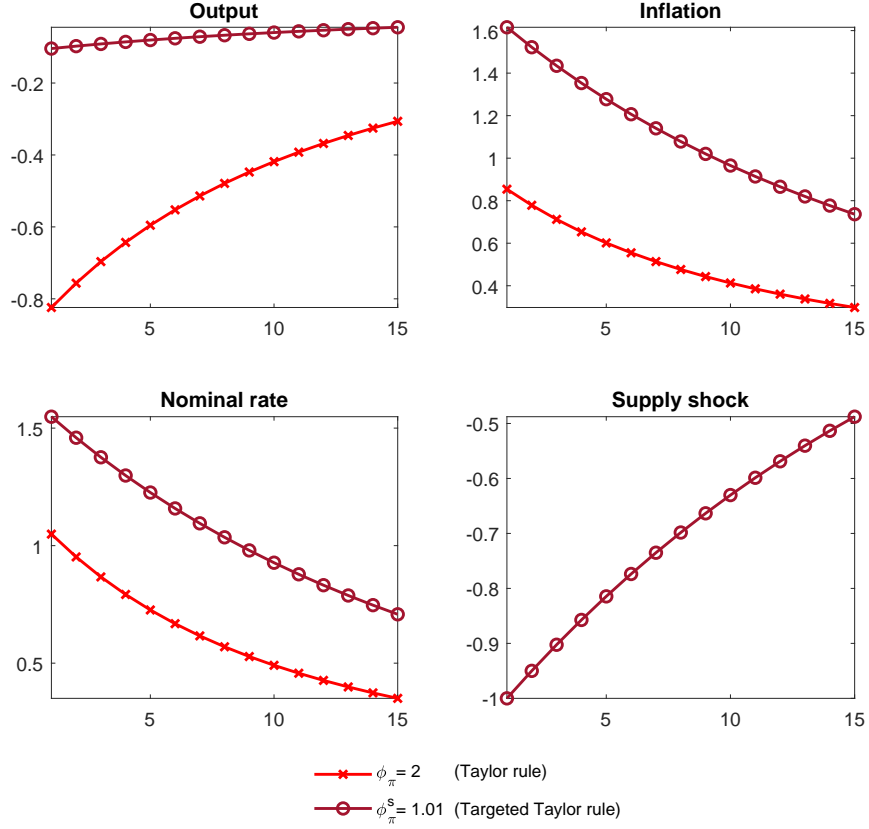 Output
-0.2
-0.4
-0.6
-0.8
5 10 15
Inflation
1.6
1.4
1.2
1
0.8
0.6
0.4
5 10 15
Nominal rate
1.5
1
0.5
5 10 15
Supply shock
-0.5
-0.6
-0.7
-0.8
-0.9
-1
5 10 15
ϕ_π = 2 (Taylor rule)
ϕ_π^s = 1.01 (Targeted Taylor rule)